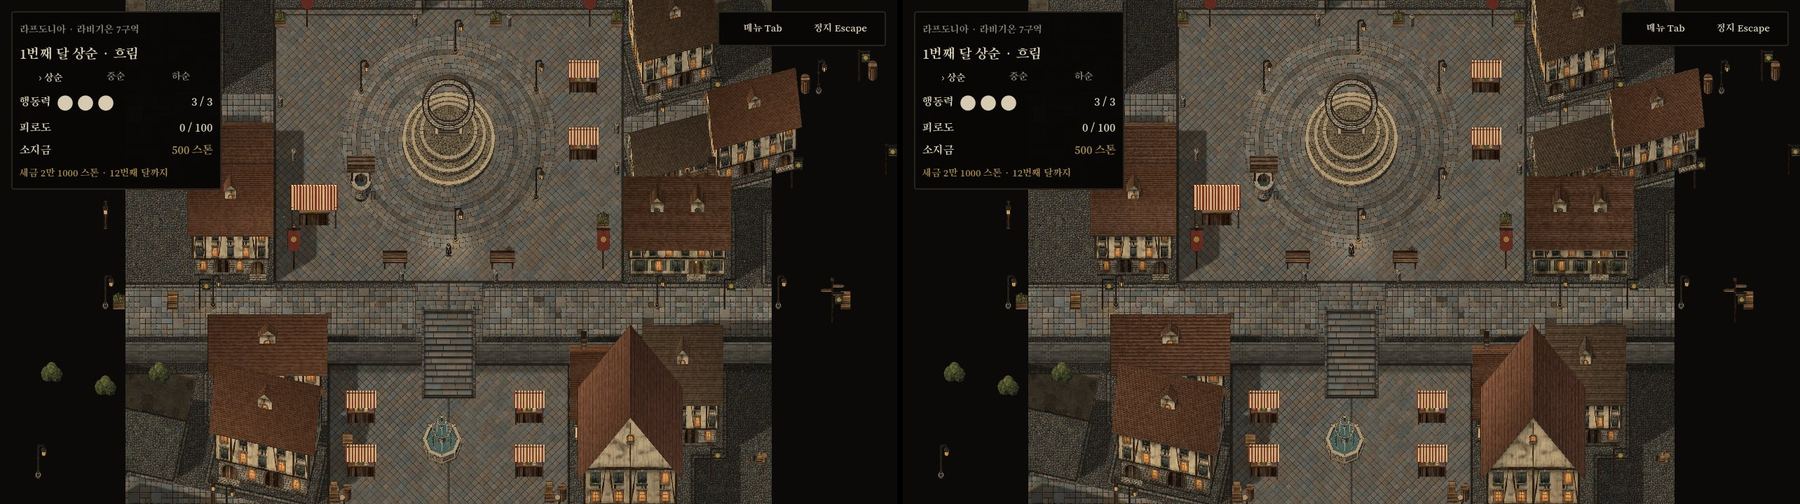 라프도니아 · 라비기온 7구역
1번째 달 상순 · 흐림
› 상순 중순 하순
행동력 3 / 3
피로도 0 / 100
소지금 500 스톤
세금 2만 1000 스톤 · 12번째 달까지
메뉴 Tab 정지 Escape
라프도니아 · 라비기온 7구역
1번째 달 상순 · 흐림
› 상순 중순 하순
행동력 3 / 3
피로도 0 / 100
소지금 500 스톤
세금 2만 1000 스톤 · 12번째 달까지
메뉴 Tab 정지 Escape